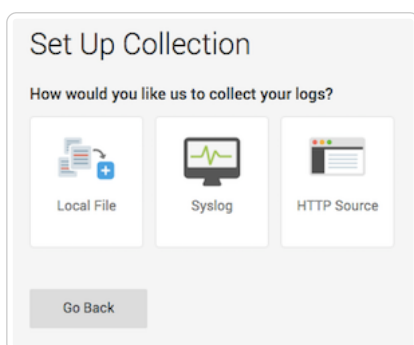 Set Up Collection
How would you like us to collect your logs?
Local File
Syslog
HTTP Source
Go Back